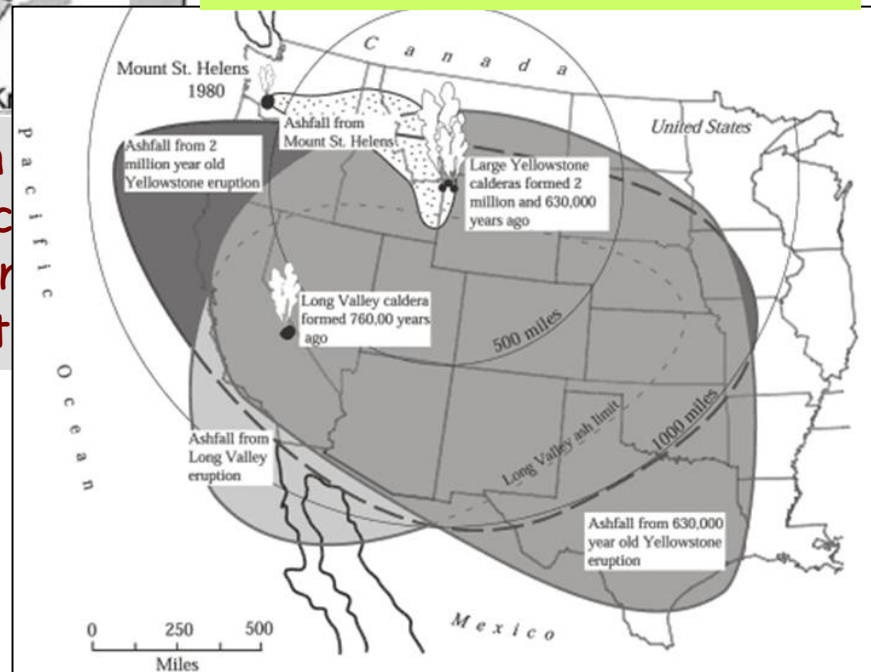 Canada
Mount St. Helens
1980
United States
Ashfall from
Mount St. Helens
Ashfall from 2
million year old
Yellowstone eruption
Large Yellowstone
calderas formed 2
million and 630,000
years ago
Pacific Ocean
Long Valley caldera
formed 760,00 years
ago
500 miles
1000 miles
Long Valley ash limit
Ashfall from
Long Valley
eruption
Ashfall from 630,000
year old Yellowstone
eruption
Mexico
0 250 500
Miles